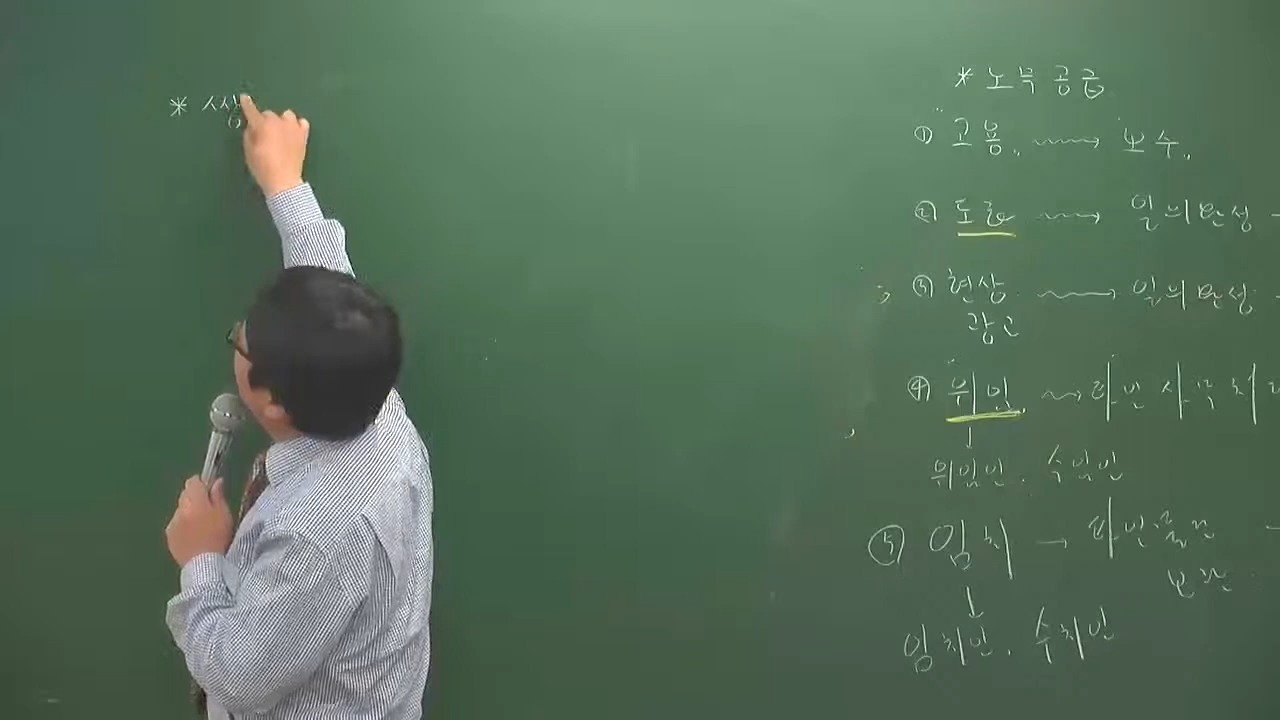 * 노무공급
① 고용 → 보수
② 도급 → 일의 완성 →
③ 현상 → 일의 완성 →
광고
④ 위임 → 타인 사무 처리
↓
위임인. 수임인
⑤ 임치 → 타인 물건 →
보관
↓
임치인. 수치인